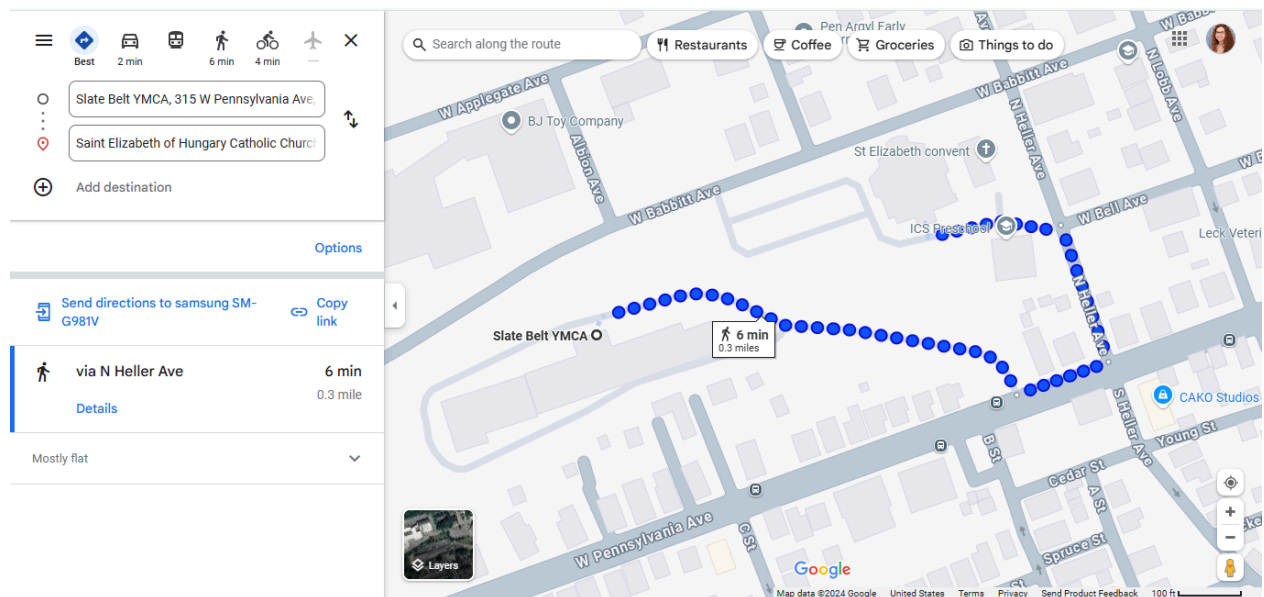 Best
2 min
6 min
4 min
—
Slate Belt YMCA, 315 W Pennsylvania Ave,
Saint Elizabeth of Hungary Catholic Churc
Add destination
Options
Send directions to samsung SM-
G981V
Copy
link
via N Heller Ave
6 min
0.3 mile
Details
Mostly flat
Search along the route
Restaurants
Coffee
Groceries
Things to do
Pen Argyl Early
W Applegate Ave
BJ Toy Company
Albion Ave
W Babbitt Ave
W Babbitt Ave
W Babb
N Lobb Ave
N Heller Ave
St Elizabeth convent
W Bell Ave
ICS Preschool
Leck Veteri
N Heller Ave
Slate Belt YMCA
6 min
0.3 miles
CAKO Studios
S Heller Ave
Young St
B St
Cedar St
A St
Spruce St
C St
W Pennsylvania Ave
Layers
Google
Map data ©2024 Google
United States
Terms
Privacy
Send Product Feedback
100 ft